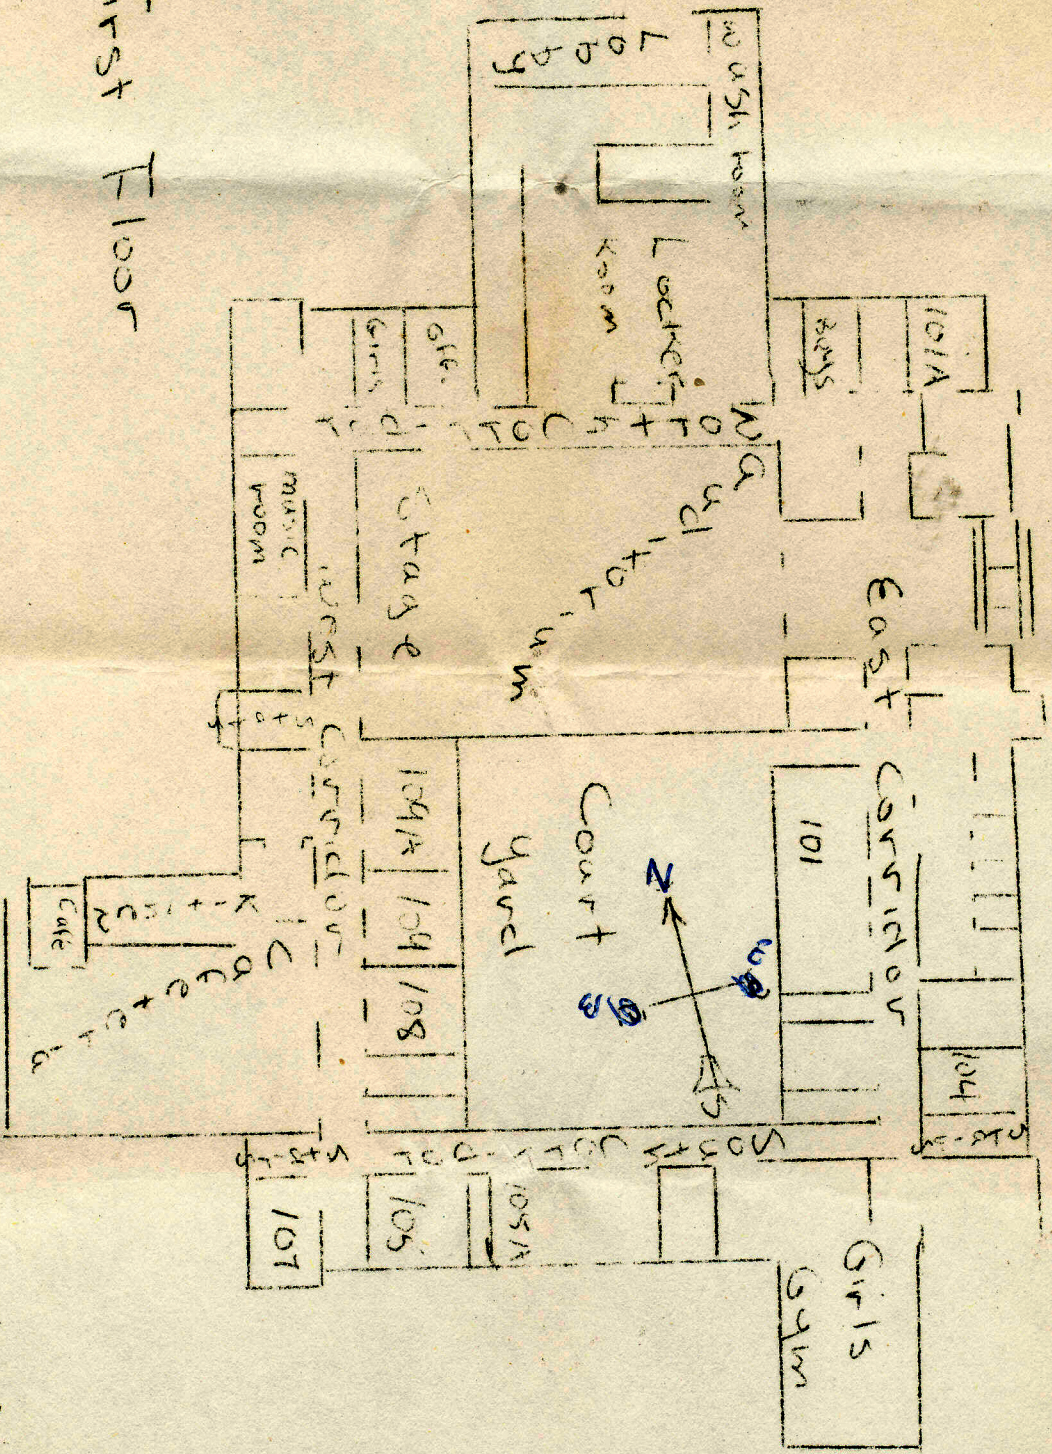 First Floor
Wash room
Lobby
Locker
Room
101A
Boys
Off.
Girls
North Corridor
Auditorium
Stage
music
room
West Corridor
East Corridor
101
104
Stairs
104A
104
108
Court
Yard
N
S
E
W
Kitchen
Cafe
Cafeteria
South Corridor
Stairs
107
105
105A
Girls
Gym